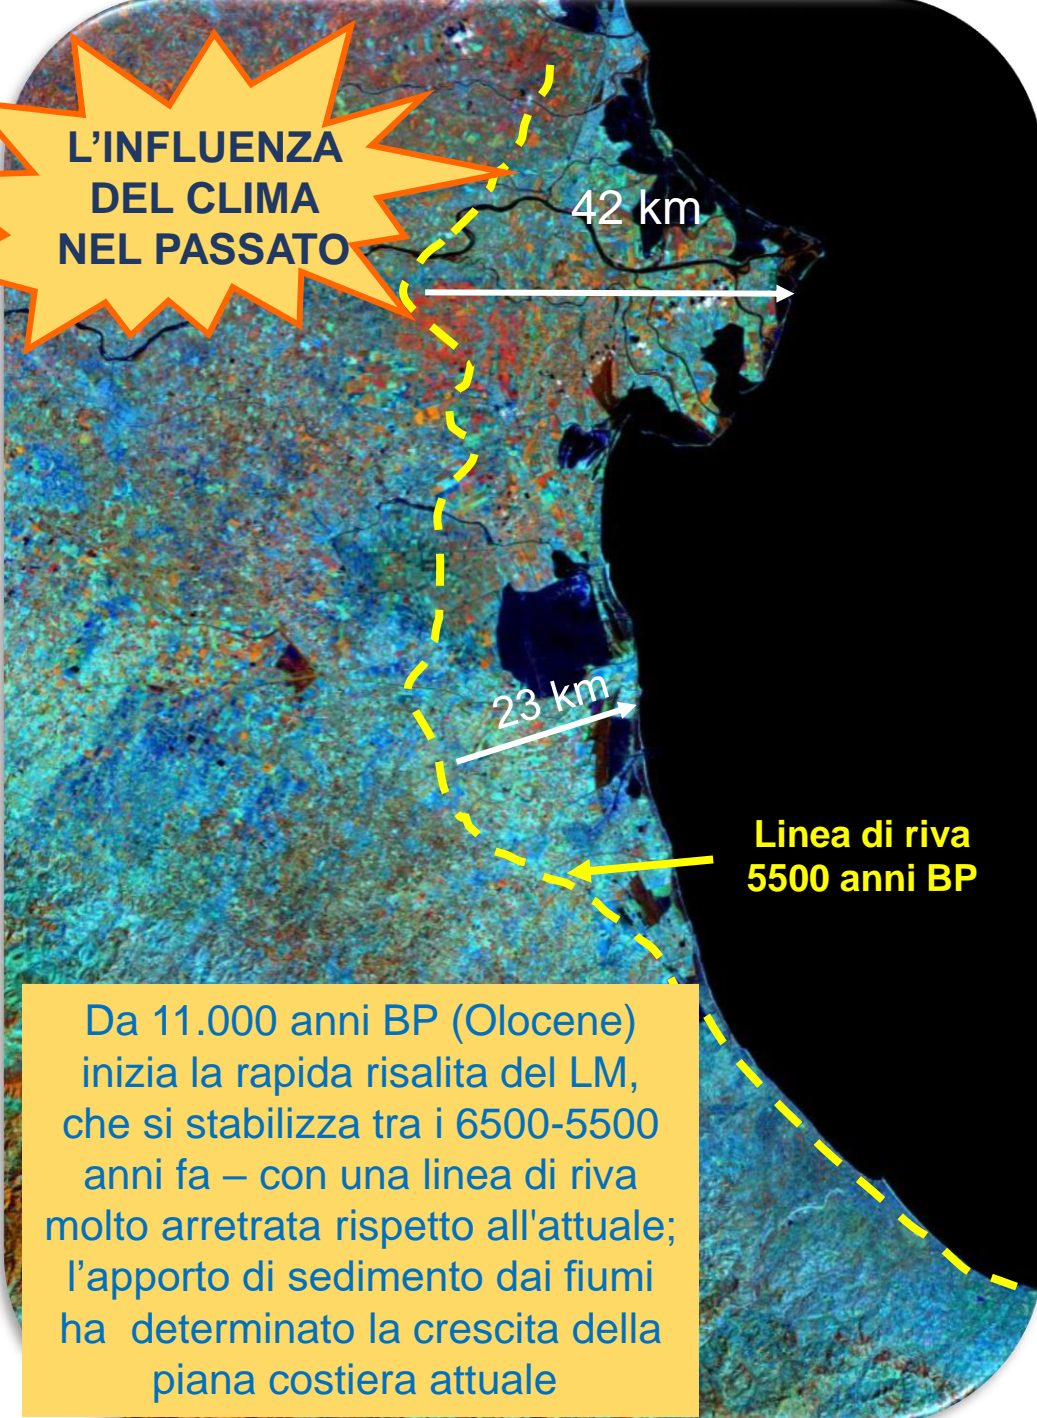 L’INFLUENZA
DEL CLIMA
NEL PASSATO
42 km
23 km
Linea di riva
5500 anni BP
Da 11.000 anni BP (Olocene)
inizia la rapida risalita del LM,
che si stabilizza tra i 6500-5500
anni fa – con una linea di riva
molto arretrata rispetto all'attuale;
l’apporto di sedimento dai fiumi
ha determinato la crescita della
piana costiera attuale